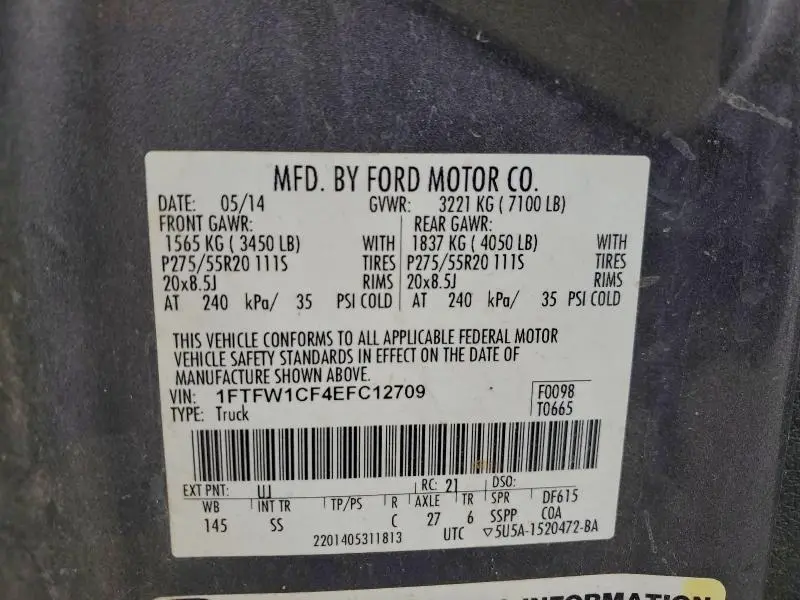 MFD. BY FORD MOTOR CO.
DATE: 05/14 GVWR: 3221 KG ( 7100 LB)
FRONT GAWR: REAR GAWR:
1565 KG ( 3450 LB) WITH 1837 KG ( 4050 LB) WITH
P275/55R20 111S TIRES P275/55R20 111S TIRES
20x8.5J RIMS 20x8.5J RIMS
AT 240 kPa/ 35 PSI COLD AT 240 kPa/ 35 PSI COLD
THIS VEHICLE CONFORMS TO ALL APPLICABLE FEDERAL MOTOR
VEHICLE SAFETY STANDARDS IN EFFECT ON THE DATE OF
MANUFACTURE SHOWN ABOVE.
VIN: 1FTFW1CF4EFC12709 F0098
TYPE: Truck T0665
EXT PNT: UJ RC: 21 DSO:
WB INT TR TP/PS R AXLE TR SPR DF615
145 SS C 27 6 SSPP COA
2201405311813 UTC ▽5U5A-1520472-BA
INFORMATION